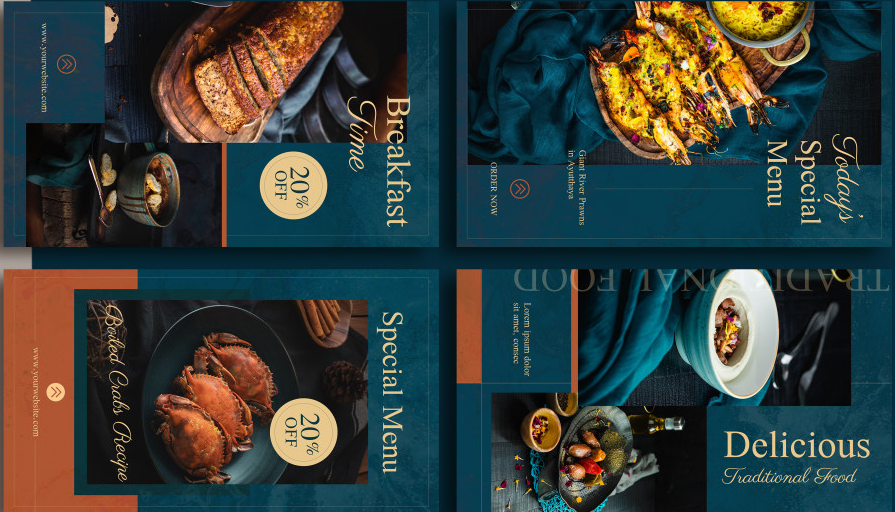 Breakfast
Time
20%
OFF
www.yourwebsite.com
Today's
Special
Menu
Giant River Prawns
in Ayutthaya
ORDER NOW
Special Menu
20%
OFF
Boiled Crabs Recipe
www.yourwebsite.com
TRADITIONAL FOOD
Lorem ipsum dolor
sit amet, consec
Delicious
Traditional Food